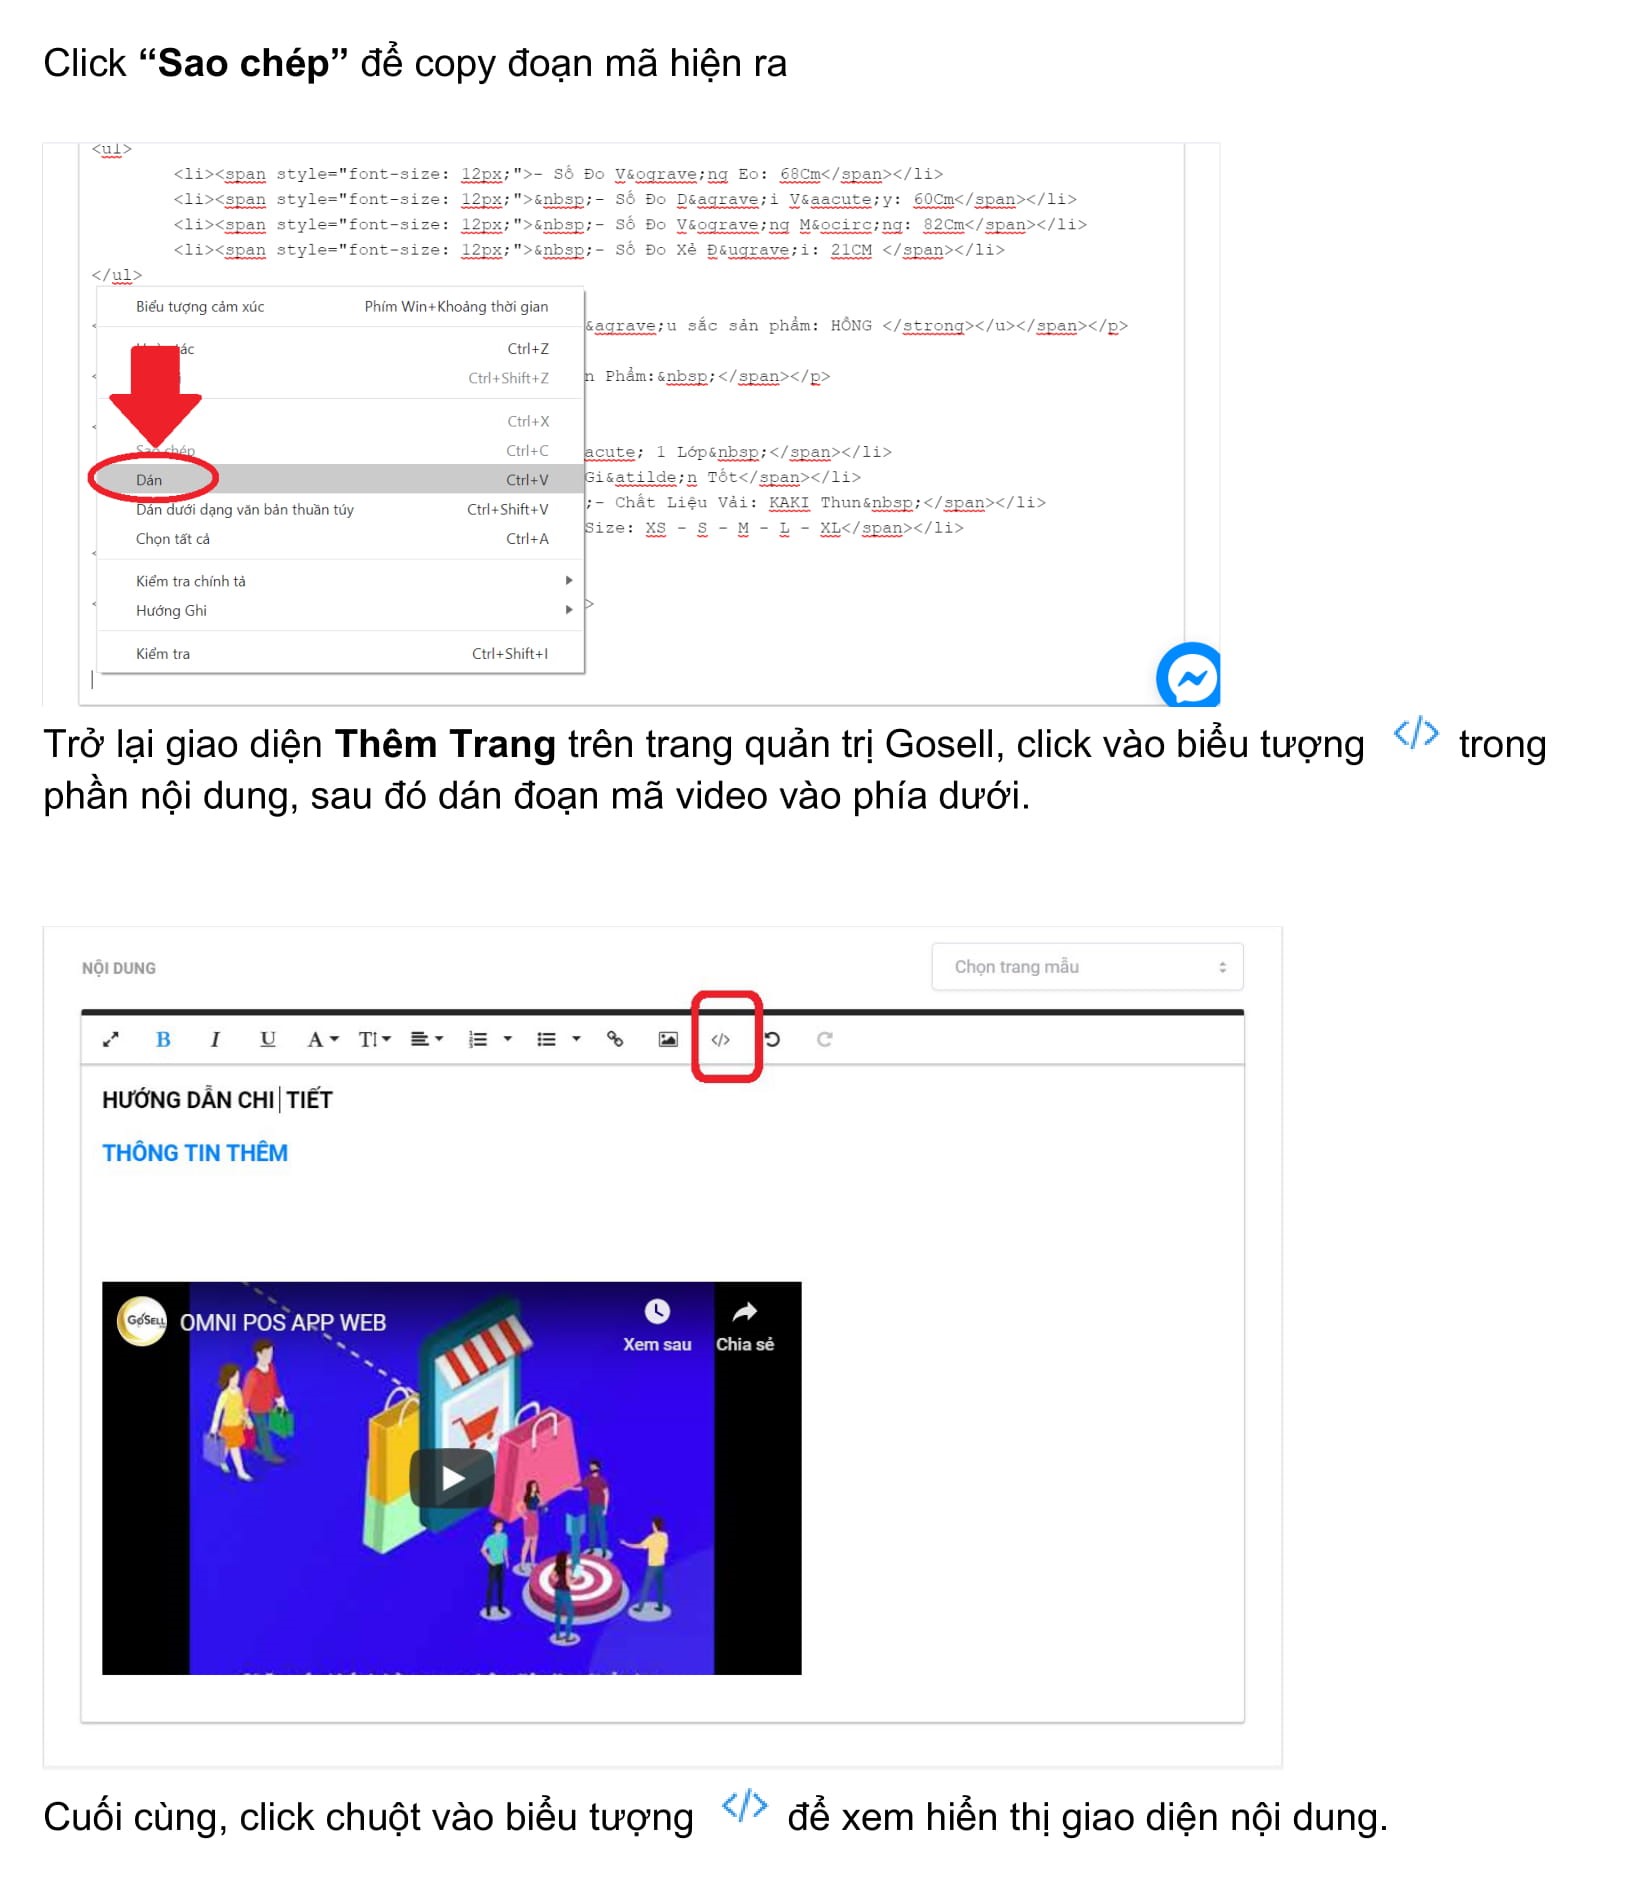 Click “Sao chép” để copy đoạn mã hiện ra
<ul>
<li><span style="font-size: 12px;">- Số Đo V&ograve;ng Eo: 68Cm</span></li>
<li><span style="font-size: 12px;">&nbsp;- Số Đo D&agrave;i V&aacute;y: 60Cm</span></li>
<li><span style="font-size: 12px;">&nbsp;- Số Đo V&ograve;ng M&ocirc;ng: 82Cm</span></li>
<li><span style="font-size: 12px;">&nbsp;- Số Đo Xẻ Đ&ugrave;i: 21CM </span></li>
</ul>
Biểu tượng cảm xúc Phím Win+Khoảng thời gian
&agrave;u sắc sản phẩm: HỒNG </strong></u></span></p>
Ctrl+Z
Ctrl+Shift+Z
n Phẩm:&nbsp;</span></p>
Ctrl+X
Sao chép Ctrl+C
acute; 1 Lớp&nbsp;</span></li>
Dán Ctrl+V
Gi&atilde;n Tốt</span></li>
Dán dưới dạng văn bản thuần túy Ctrl+Shift+V
;- Chất Liệu Vải: KAKI Thun&nbsp;</span></li>
Chọn tất cả Ctrl+A
Size: XS - S - M - L - XL</span></li>
Kiểm tra chính tả
Hướng Ghi
>
Kiểm tra Ctrl+Shift+I
Trở lại giao diện Thêm Trang trên trang quản trị Gosell, click vào biểu tượng </> trong
phần nội dung, sau đó dán đoạn mã video vào phía dưới.
NỘI DUNG
Chọn trang mẫu
B I U A T </>
HƯỚNG DẪN CHI TIẾT
THÔNG TIN THÊM
GoSELL OMNI POS APP WEB
Xem sau Chia sẻ
Cuối cùng, click chuột vào biểu tượng </> để xem hiển thị giao diện nội dung.